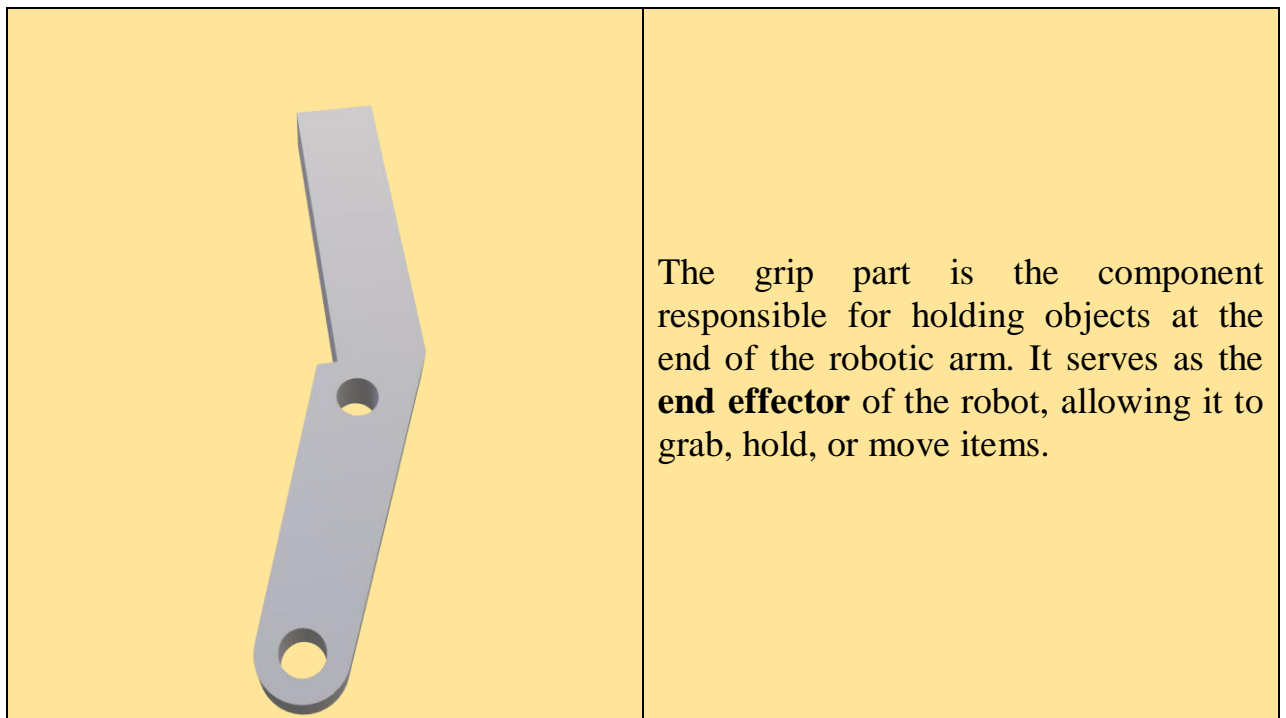 The grip part is the component
responsible for holding objects at the
end of the robotic arm. It serves as the
end effector of the robot, allowing it to
grab, hold, or move items.